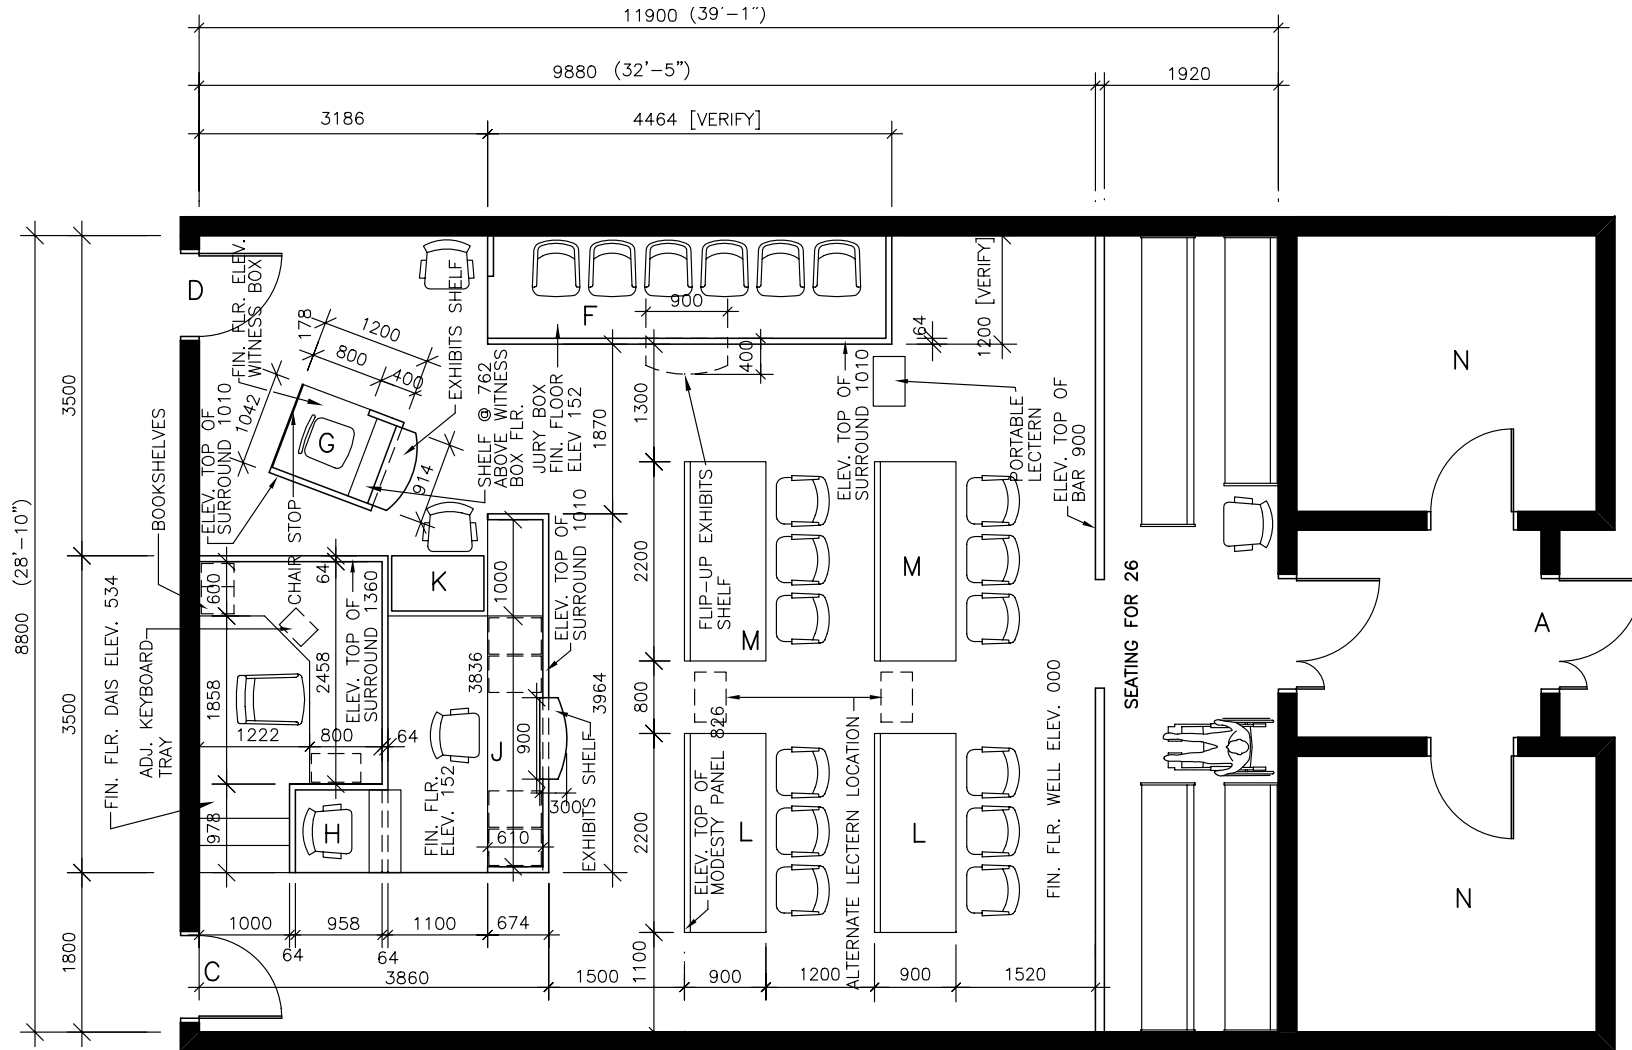 11900 (39'-1")
9880 (32'-5")
1920
3186
4464 [VERIFY]
8800 (28'-10")
3500
3500
1800
D
FIN. FLR. ELEV.
WITNESS BOX
178
1200
800
400
1042
914
G
EXHIBITS SHELF
SHELF @ 762
ABOVE WITNESS
BOX FLR.
JURY BOX
FIN. FLOOR
ELEV 152
F
900
400
64
1200 [VERIFY]
1870
1300
ELEV. TOP OF
SURROUND 1010
PORTABLE
LECTERN
ELEV. TOP OF
BAR 900
N
BOOKSHELVES
ELEV. TOP OF
SURROUND 1010
CHAIR STOP
FIN. FLR. DAIS ELEV. 534
ADJ. KEYBOARD
TRAY
600
64
2458
ELEV. TOP OF
SURROUND 1360
1858
1222
800
64
978
K
1000
3836
ELEV. TOP OF
SURROUND 1010
3964
J
900
300
610
EXHIBITS SHELF
FIN. FLR.
ELEV. 152
H
2200
FLIP-UP EXHIBITS
SHELF
M
M
800
2200
1100
ELEV. TOP OF
MODESTY PANEL 826
ALTERNATE LECTERN LOCATION
L
L
FIN. FLR. WELL ELEV. 000
SEATING FOR 26
A
N
C
1000
958
1100
674
64
64
3860
1500
900
1200
900
1520